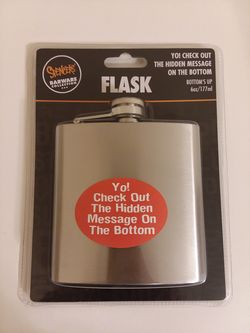 SPENCER'S
BARWARE
COLLECTION
FLASK
YO! CHECK OUT
THE HIDDEN MESSAGE
ON THE BOTTOM
BOTTOM'S UP
6oz/177ml
Yo!
Check Out
The Hidden
Message On
The Bottom